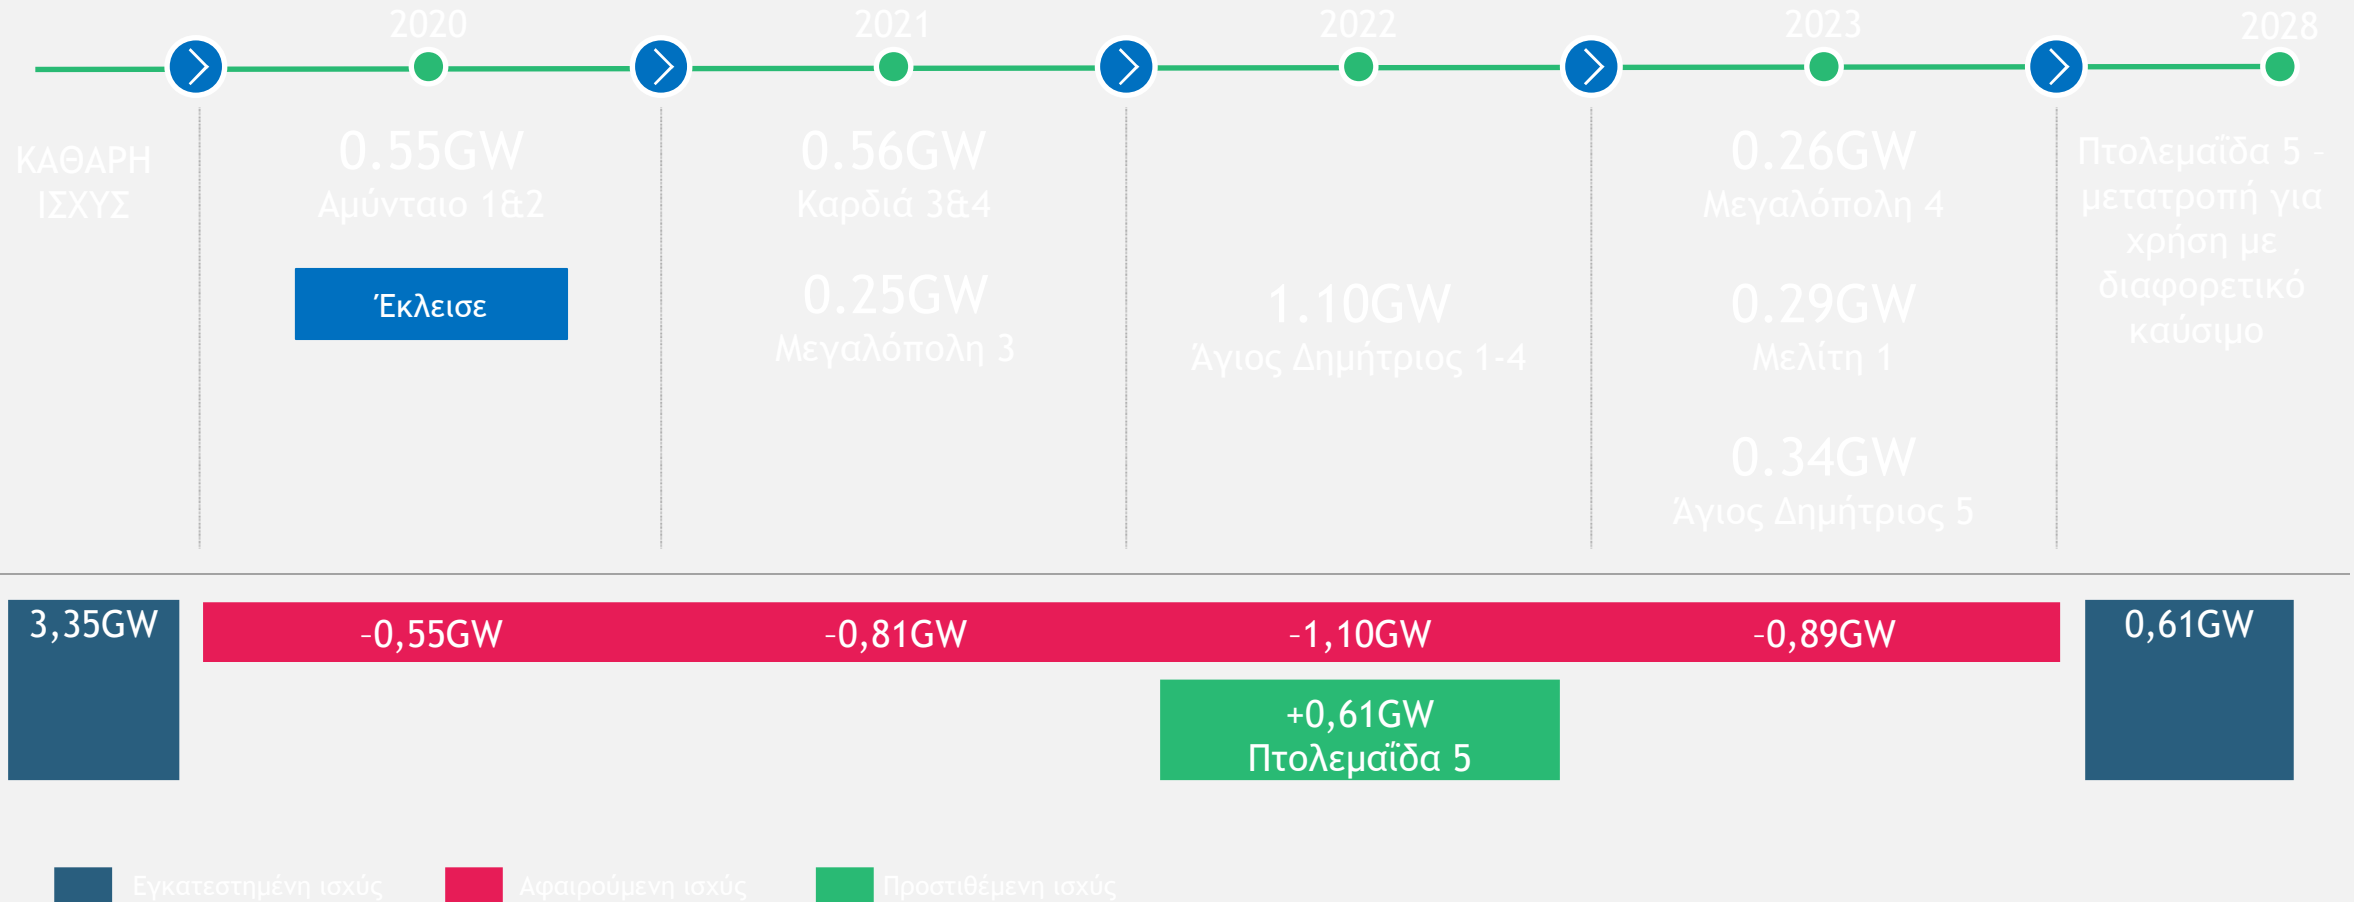 2020
2021
2022
2023
2028
ΚΑΘΑΡΗ
ΙΣΧΥΣ
0.55GW
Αμύνταιο 1&2
Έκλεισε
0.56GW
Καρδιά 3&4
0.25GW
Μεγαλόπολη 3
1.10GW
Άγιος Δημήτριος 1-4
0.26GW
Μεγαλόπολη 4
0.29GW
Μελίτη 1
0.34GW
Άγιος Δημήτριος 5
Πτολεμαΐδα 5 -
μετατροπή για
χρήση με
διαφορετικό
καύσιμο
3,35GW
-0,55GW
-0,81GW
-1,10GW
-0,89GW
0,61GW
+0,61GW
Πτολεμαΐδα 5
Εγκατεστημένη ισχύς
Αφαιρούμενη ισχύς
Προστιθέμενη ισχύς